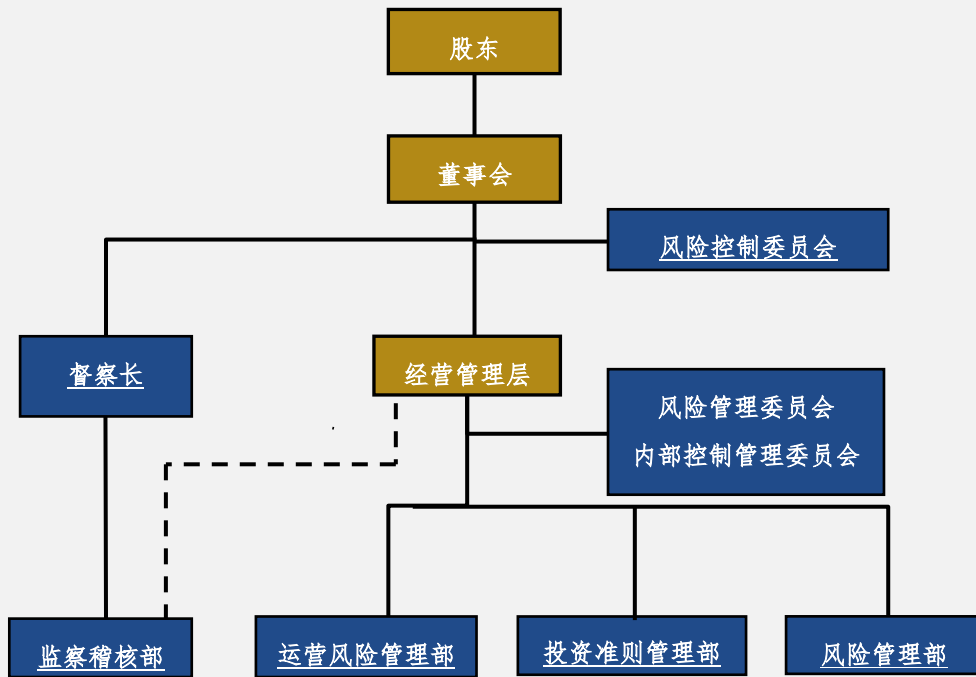 股东
董事会
风险控制委员会
督察长
经营管理层
风险管理委员会
内部控制管理委员会
监察稽核部
运营风险管理部
投资准则管理部
风险管理部